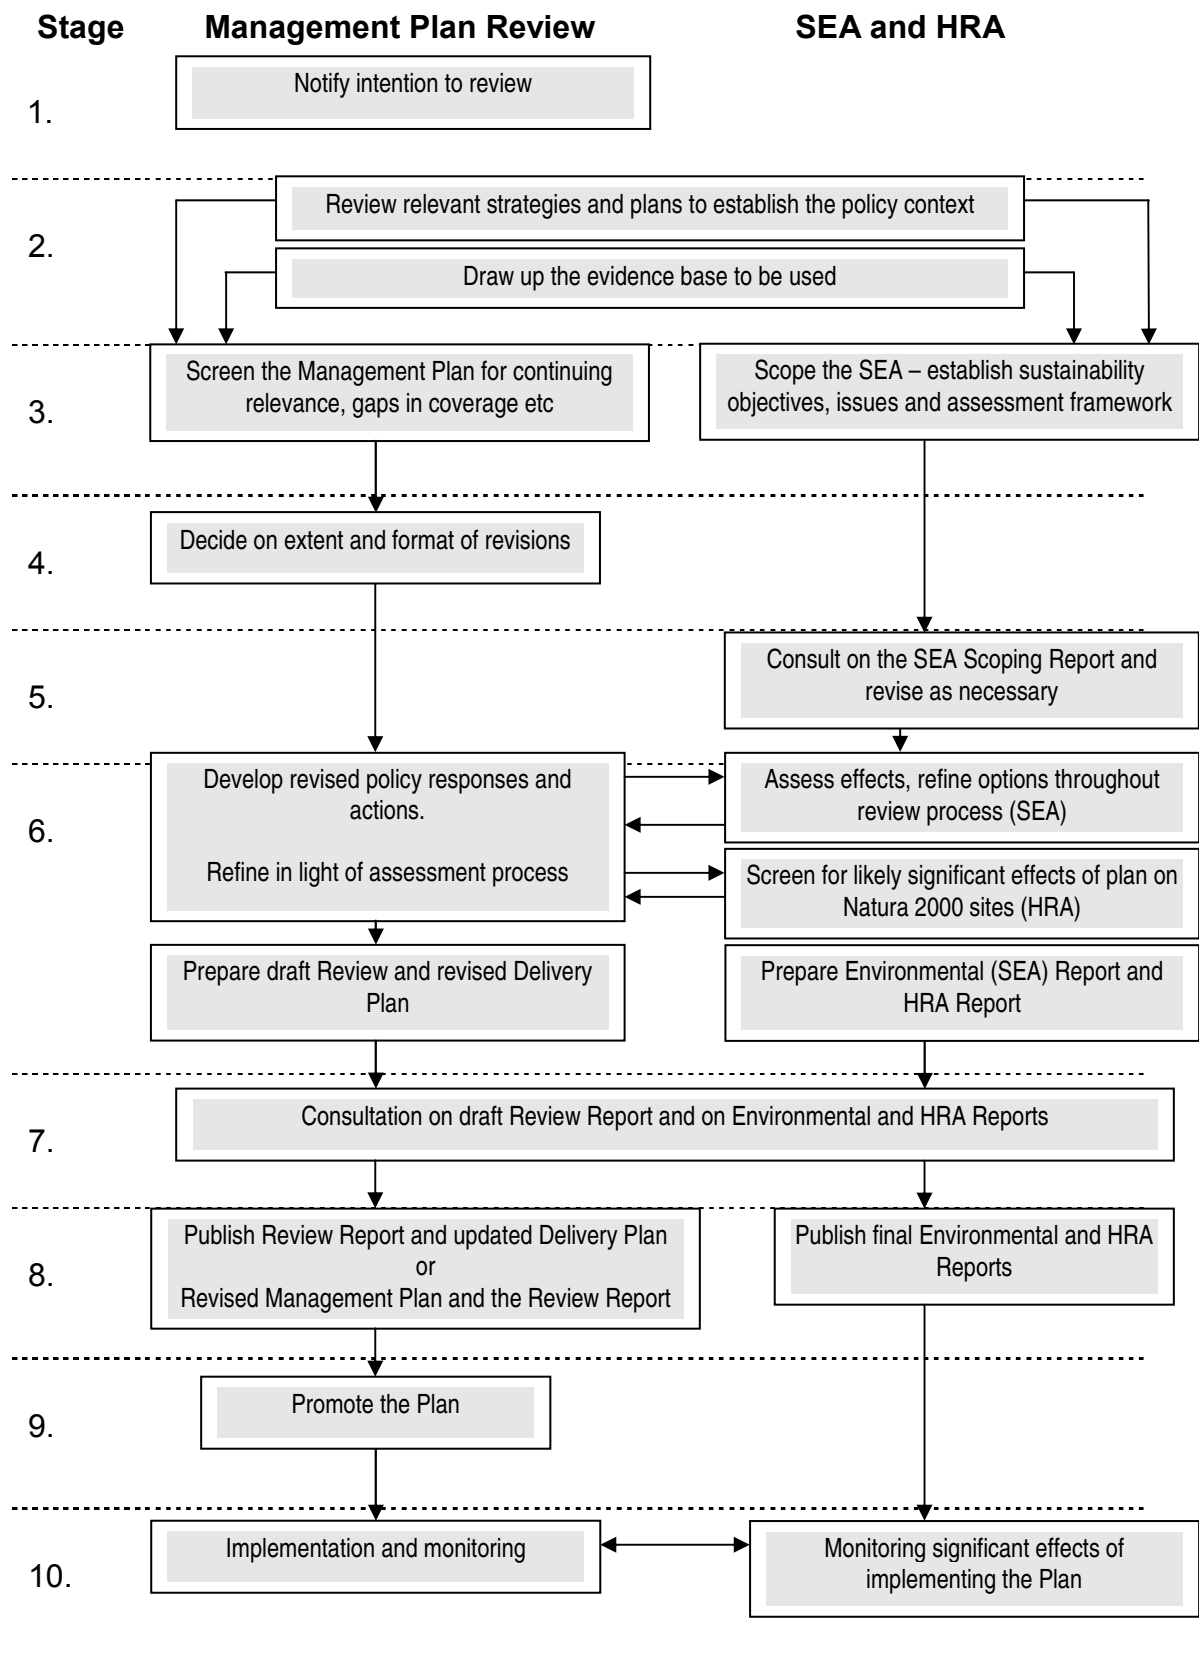 Stage Management Plan Review SEA and HRA
Notify intention to review
1.
Review relevant strategies and plans to establish the policy context
2.
Draw up the evidence base to be used
Screen the Management Plan for continuing
relevance, gaps in coverage etc
Scope the SEA – establish sustainability
objectives, issues and assessment framework
3.
Decide on extent and format of revisions
4.
Consult on the SEA Scoping Report and
revise as necessary
5.
Develop revised policy responses and
actions.
Refine in light of assessment process
Assess effects, refine options throughout
review process (SEA)
6.
Screen for likely significant effects of plan on
Natura 2000 sites (HRA)
Prepare draft Review and revised Delivery
Plan
Prepare Environmental (SEA) Report and
HRA Report
Consultation on draft Review Report and on Environmental and HRA Reports
7.
Publish Review Report and updated Delivery Plan
or
Revised Management Plan and the Review Report
Publish final Environmental and HRA
Reports
8.
Promote the Plan
9.
Implementation and monitoring
Monitoring significant effects of
implementing the Plan
10.